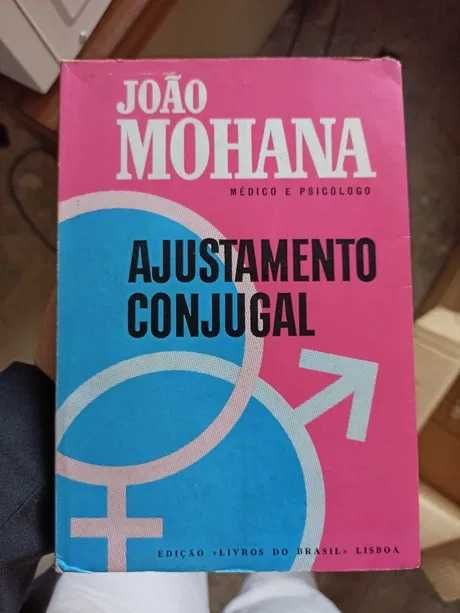 JOÃO
MOHANA
MÉDICO E PSICÓLOGO
AJUSTAMENTO
CONJUGAL
EDIÇÃO «LIVROS DO BRASIL» LISBOA